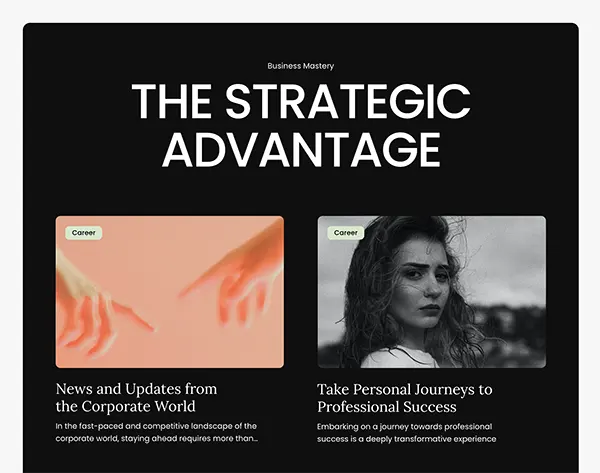 Business Mastery
THE STRATEGIC
ADVANTAGE
Career
News and Updates from
the Corporate World
In the fast-paced and competitive landscape of the
corporate world, staying ahead requires more than...
Career
Take Personal Journeys to
Professional Success
Embarking on a journey towards professional
success is a deeply transformative experience